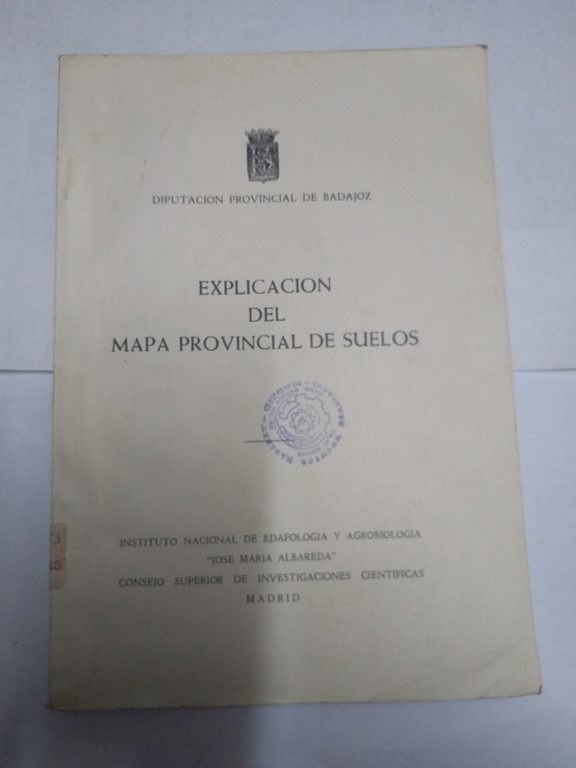 DIPUTACION PROVINCIAL DE BADAJOZ
EXPLICACION
DEL
MAPA PROVINCIAL DE SUELOS
INSTITUTO NACIONAL DE EDAFOLOGIA Y AGROBIOLOGIA
"JOSE MARIA ALBAREDA"
CONSEJO SUPERIOR DE INVESTIGACIONES CIENTIFICAS
MADRID